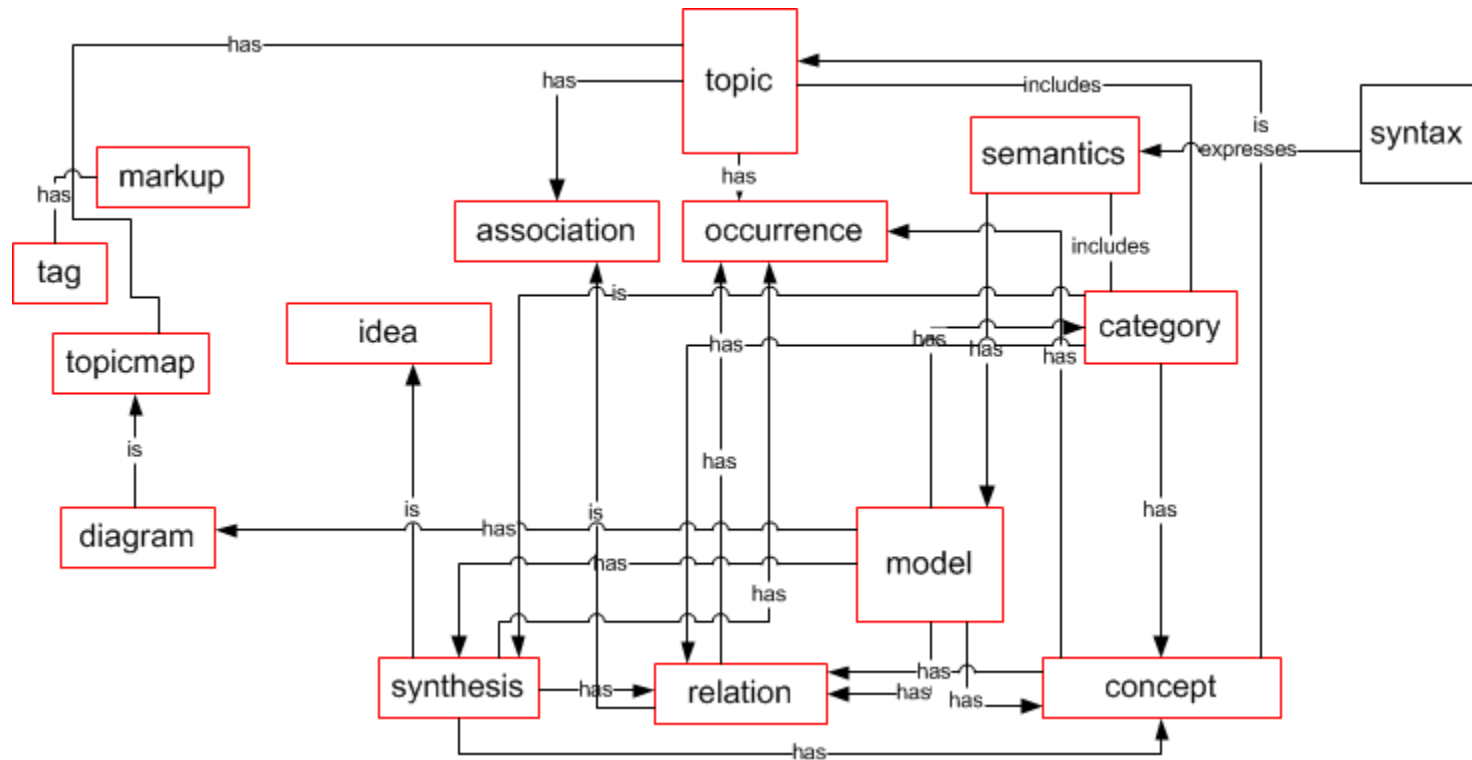 has
topic
has
includes
is
syntax
semantics
expresses
markup
has
has
association
occurrence
includes
tag
is
idea
category
has
has
has
has
topicmap
is
has
has
is
is
has
diagram
has
model
has
has
synthesis
has
relation
has
has
has
concept
has